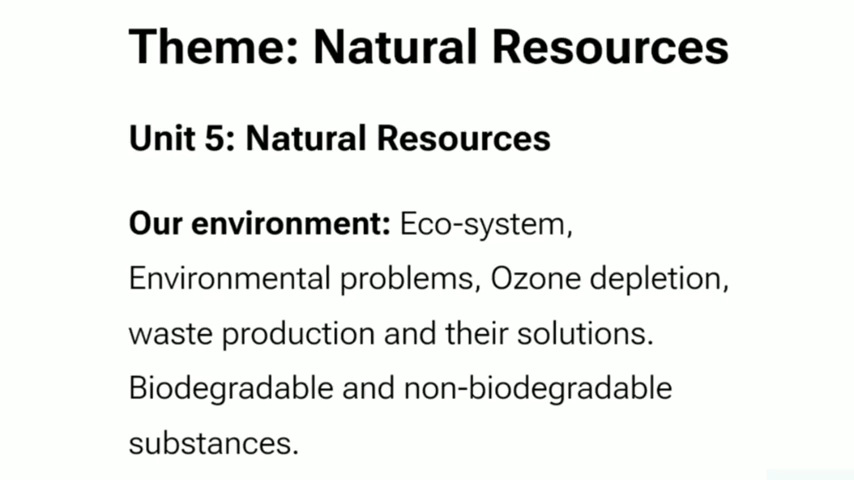 Theme: Natural Resources
Unit 5: Natural Resources
Our environment: Eco-system,
Environmental problems, Ozone depletion,
waste production and their solutions.
Biodegradable and non-biodegradable
substances.